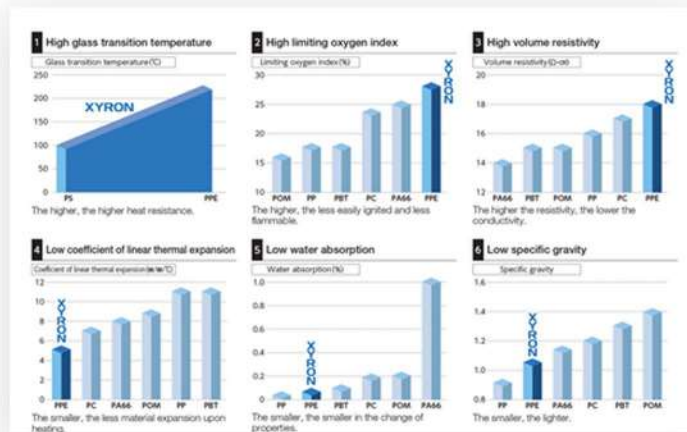 1 High glass transition temperature
Glass transition temperature(℃)
250
200
150
100
50
0
XYRON
PS PPE
The higher, the higher heat resistance.
2 High limiting oxygen index
Limiting oxygen index(%)
30
25
20
15
10
XYRON
POM PP PBT PC PA66 PPE
The higher, the less easily ignited and less
flammable.
3 High volume resistivity
Volume resistivity(Ω-cm)
20
18
16
14
12
XYRON
PA66 PBT POM PP PC PPE
The higher the resistivity, the lower the
conductivity.
4 Low coefficient of linear thermal expansion
Coefficient of linear thermal expansion
12
10
8
6
4
2
0
XYRON
PPE PC PA66 POM PP PBT
The smaller, the less material expansion upon
heating.
5 Low water absorption
Water absorption(%)
1.0
0.8
0.6
0.4
0.2
0
XYRON
PP PPE PBT PC POM PA66
The smaller, the smaller in the change of
properties.
6 Low specific gravity
Specific gravity
1.6
1.4
1.2
1.0
0.8
XYRON
PP PPE PA66 PC PBT POM
The smaller, the lighter.